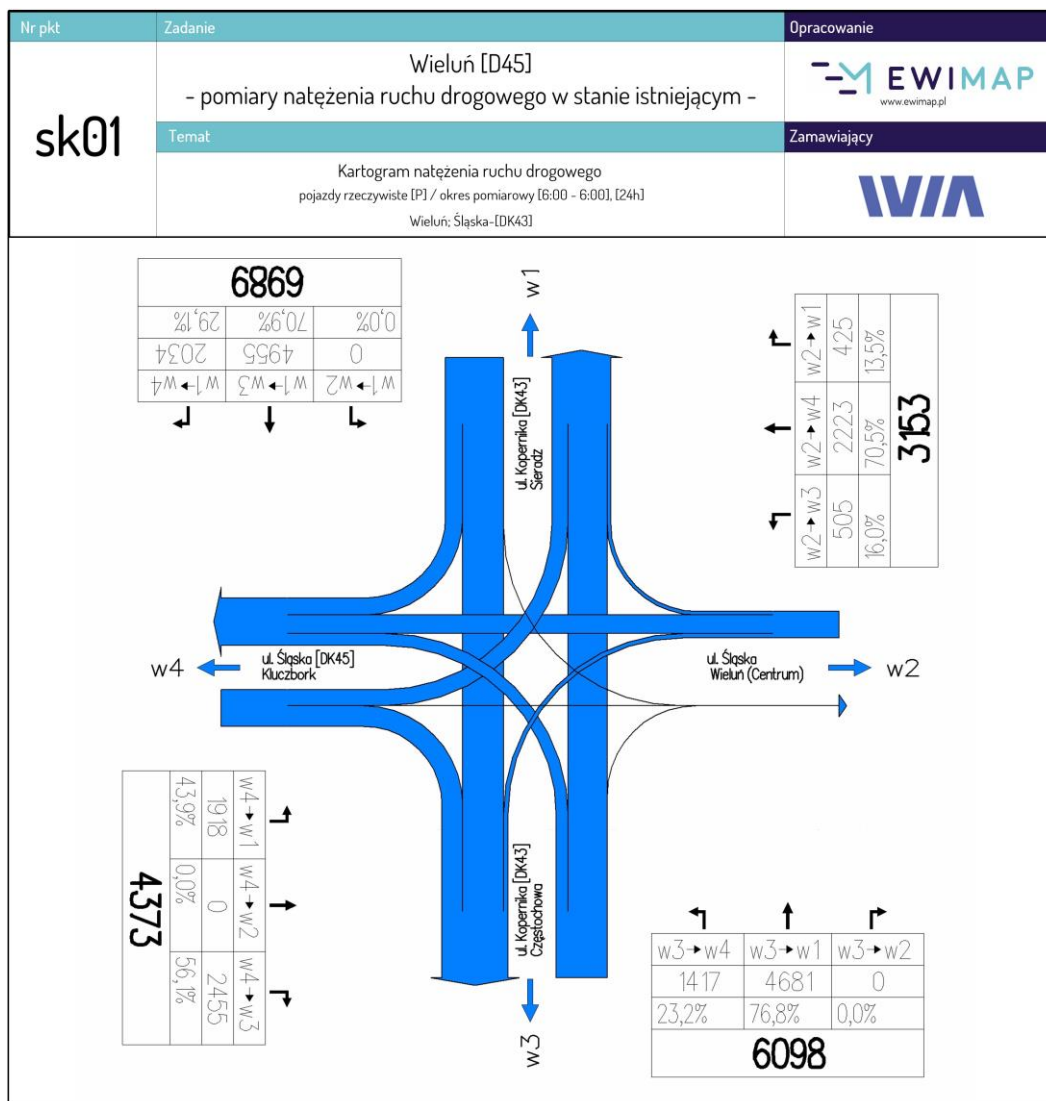 Nr pkt
Zadanie
Opracowanie
sk01
Wieluń [D45]
- pomiary natężenia ruchu drogowego w stanie istniejącym -
EWIMAP
www.ewimap.pl
Temat
Zamawiający
Kartogram natężenia ruchu drogowego
pojazdy rzeczywiste [P] / okres pomiarowy [6:00 - 6:00], [24h]
Wieluń; Śląska-[DK43]
IVIA
w1→w2 w1→w3 w1→w4
0 4955 2034
0,0% 70,9% 29,1%
6989
w1
ul. Kopernika [DK43]
Sieradz
w2→w3 w2→w4 w2→w1
505 2223 425
16,0% 70,5% 13,5%
3153
w4
ul. Śląska [DK45]
Kluczbork
ul. Śląska
Wieluń (Centrum)
w2
w4→w1 w4→w2 w4→w3
1918 0 2455
43,9% 0,0% 56,1%
4373
ul. Kopernika [DK43]
Częstochowa
w3
w3→w4 w3→w1 w3→w2
1417 4681 0
23,2% 76,8% 0,0%
6098